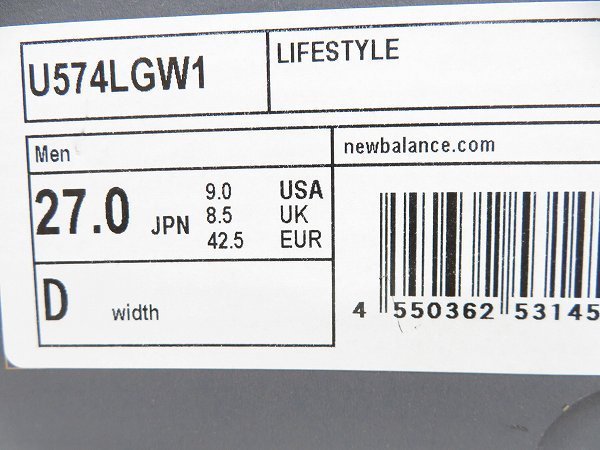 U574LGW1
LIFESTYLE
Men
newbalance.com
27.0 JPN
9.0 USA
8.5 UK
42.5 EUR
D width
4 550362 53145